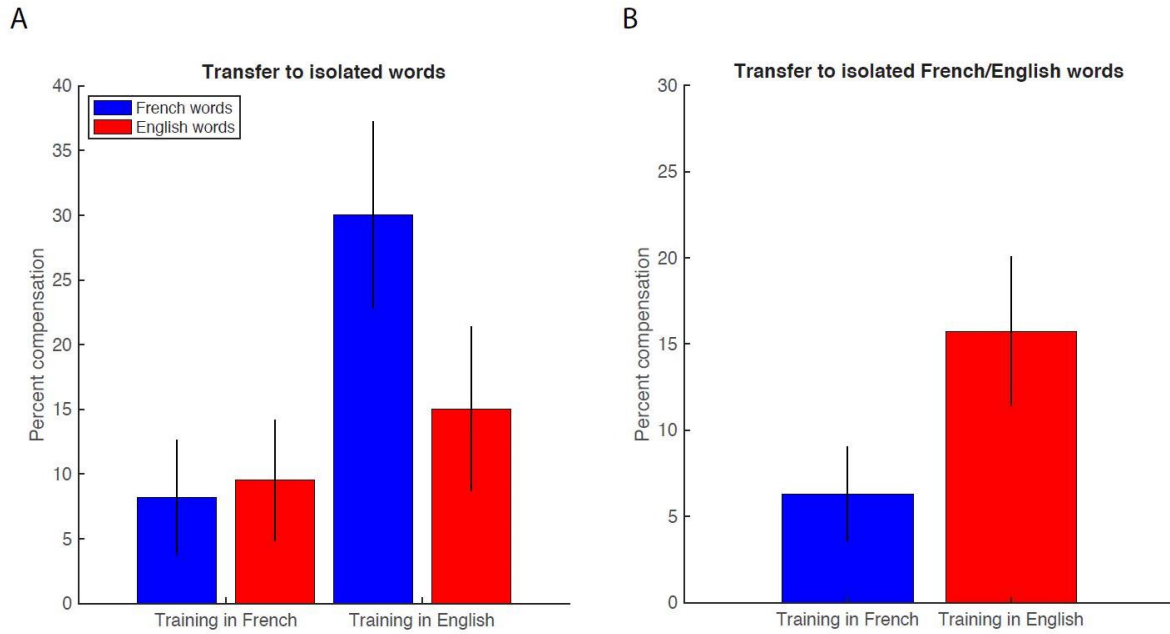 A
Transfer to isolated words
40
35
30
25
20
15
10
5
0
Percent compensation
French words
English words
Training in French
Training in English
B
Transfer to isolated French/English words
30
25
20
15
10
5
0
Percent compensation
Training in French
Training in English